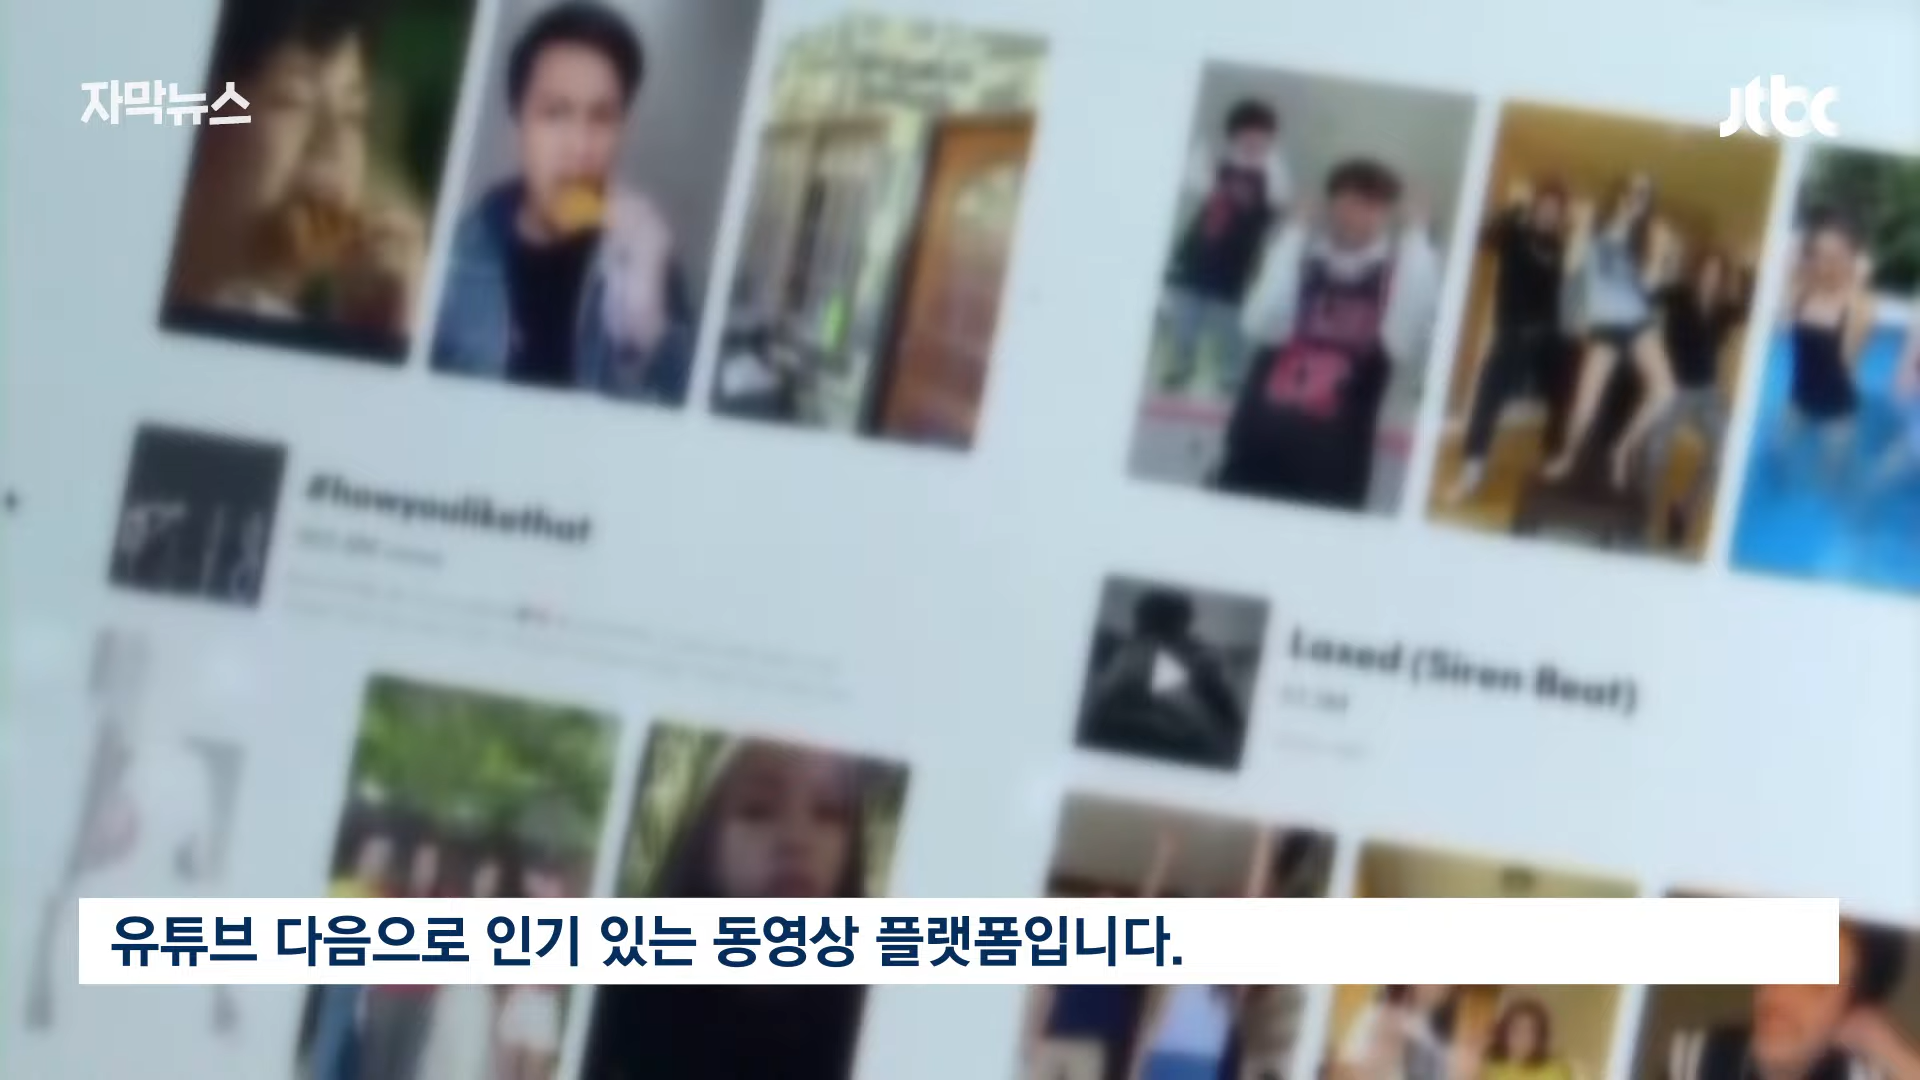 자막뉴스
jtbc
#howyoulikethat
Laxed (Siren Beat)
유튜브 다음으로 인기 있는 동영상 플랫폼입니다.